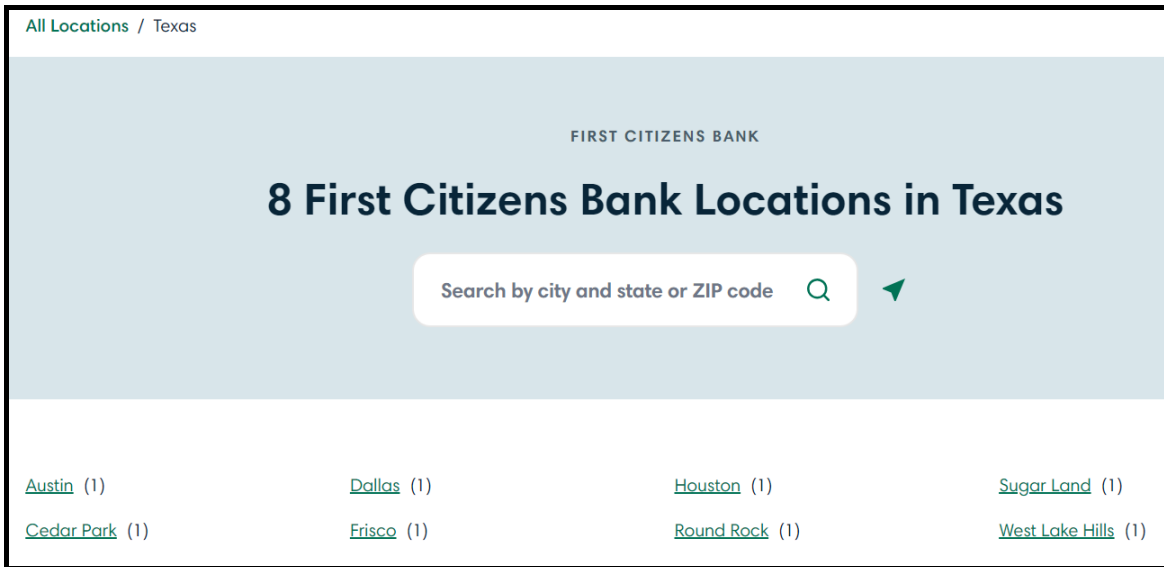 All Locations / Texas
FIRST CITIZENS BANK
8 First Citizens Bank Locations in Texas
Search by city and state or ZIP code
Austin (1) Dallas (1) Houston (1) Sugar Land (1)
Cedar Park (1) Frisco (1) Round Rock (1) West Lake Hills (1)